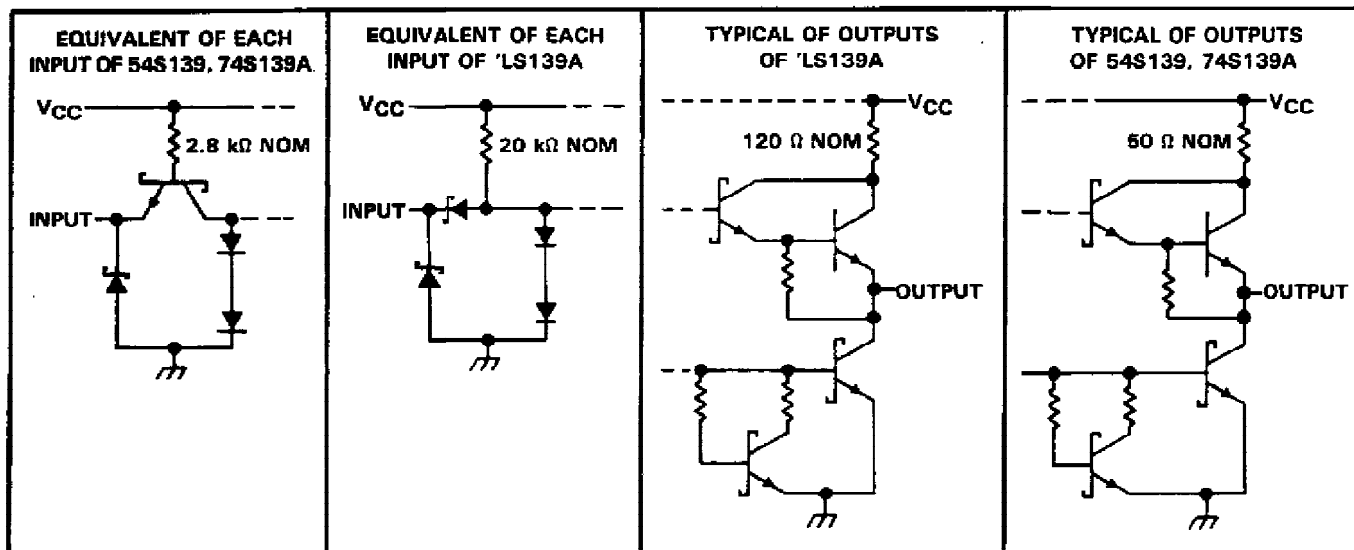 EQUIVALENT OF EACH
INPUT OF 54S139, 74S139A
VCC
2.8 kΩ NOM
INPUT
EQUIVALENT OF EACH
INPUT OF 'LS139A
VCC
20 kΩ NOM
INPUT
TYPICAL OF OUTPUTS
OF 'LS139A
VCC
120 Ω NOM
OUTPUT
TYPICAL OF OUTPUTS
OF 54S139, 74S139A
VCC
50 Ω NOM
OUTPUT